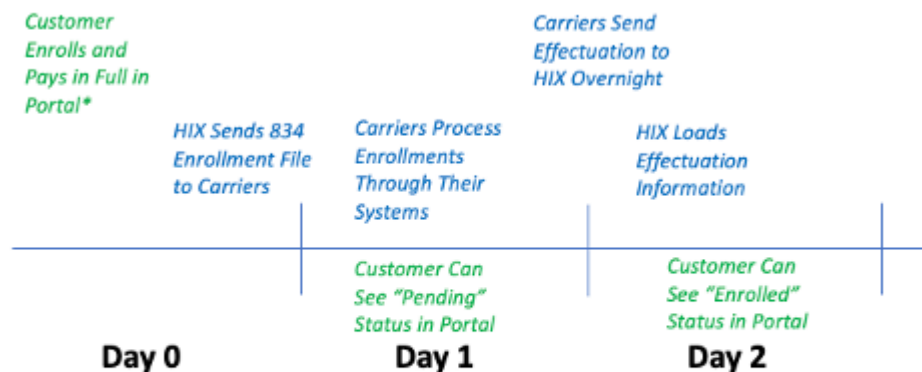 Customer
Enrolls and
Pays in Full in
Portal*
HIX Sends 834
Enrollment File
to Carriers
Carriers Process
Enrollments
Through Their
Systems
Carriers Send
Effectuation to
HIX Overnight
HIX Loads
Effectuation
Information
Customer Can
See "Pending"
Status in Portal
Customer Can
See "Enrolled"
Status in Portal
Day 0
Day 1
Day 2